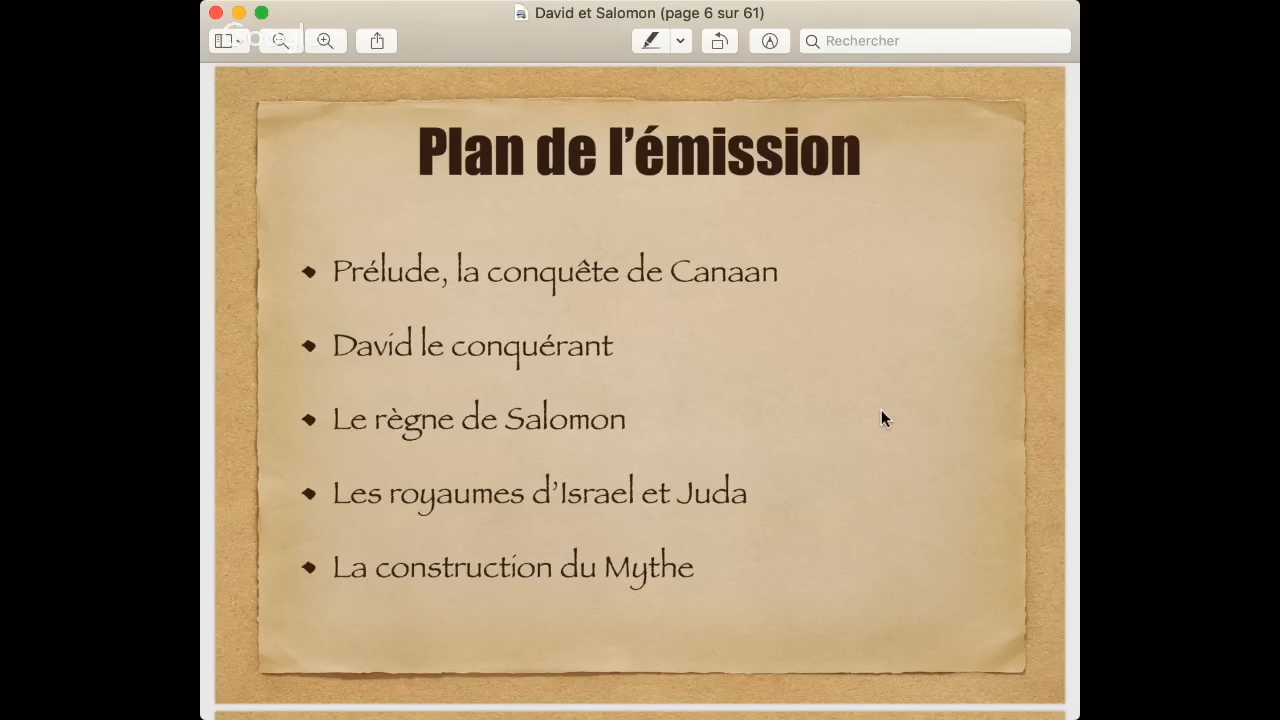 David et Salomon (page 6 sur 61)
Google
Rechercher
Plan de l’émission
Prélude, la conquête de Canaan
David le conquérant
Le règne de Salomon
Les royaumes d’Israel et Juda
La construction du Mythe